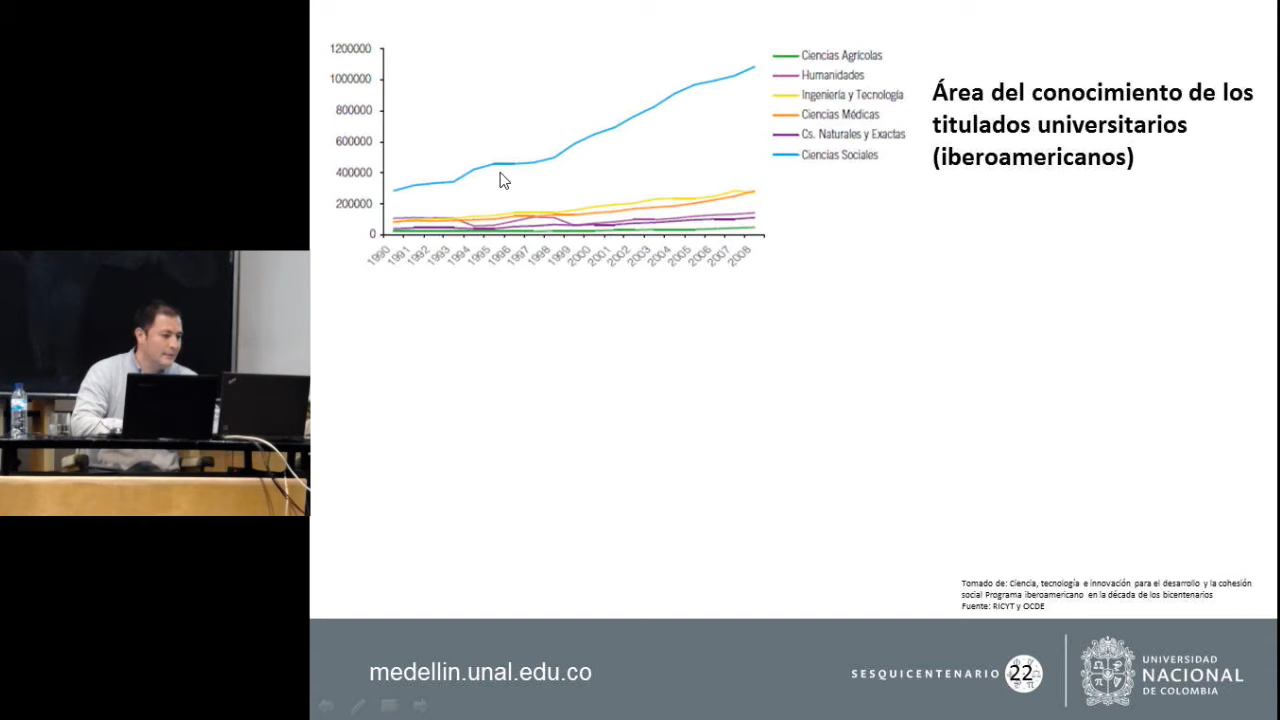 1200000
1000000
800000
600000
400000
200000
0
1990
1991
1992
1993
1994
1995
1996
1997
1998
1999
2000
2001
2002
2003
2004
2005
2006
2007
2008
Ciencias Agrícolas
Humanidades
Ingeniería y Tecnología
Ciencias Médicas
Cs. Naturales y Exactas
Ciencias Sociales
Área del conocimiento de los
titulados universitarios
(iberoamericanos)
Tomado de: Ciencia, tecnología e innovación para el desarrollo y la cohesión
social Programa iberoamericano en la década de los bicentenarios
Fuente: RICYT y OCDE
medellin.unal.edu.co
SESQUICENTENARIO
22
UNIVERSIDAD
NACIONAL
DE COLOMBIA